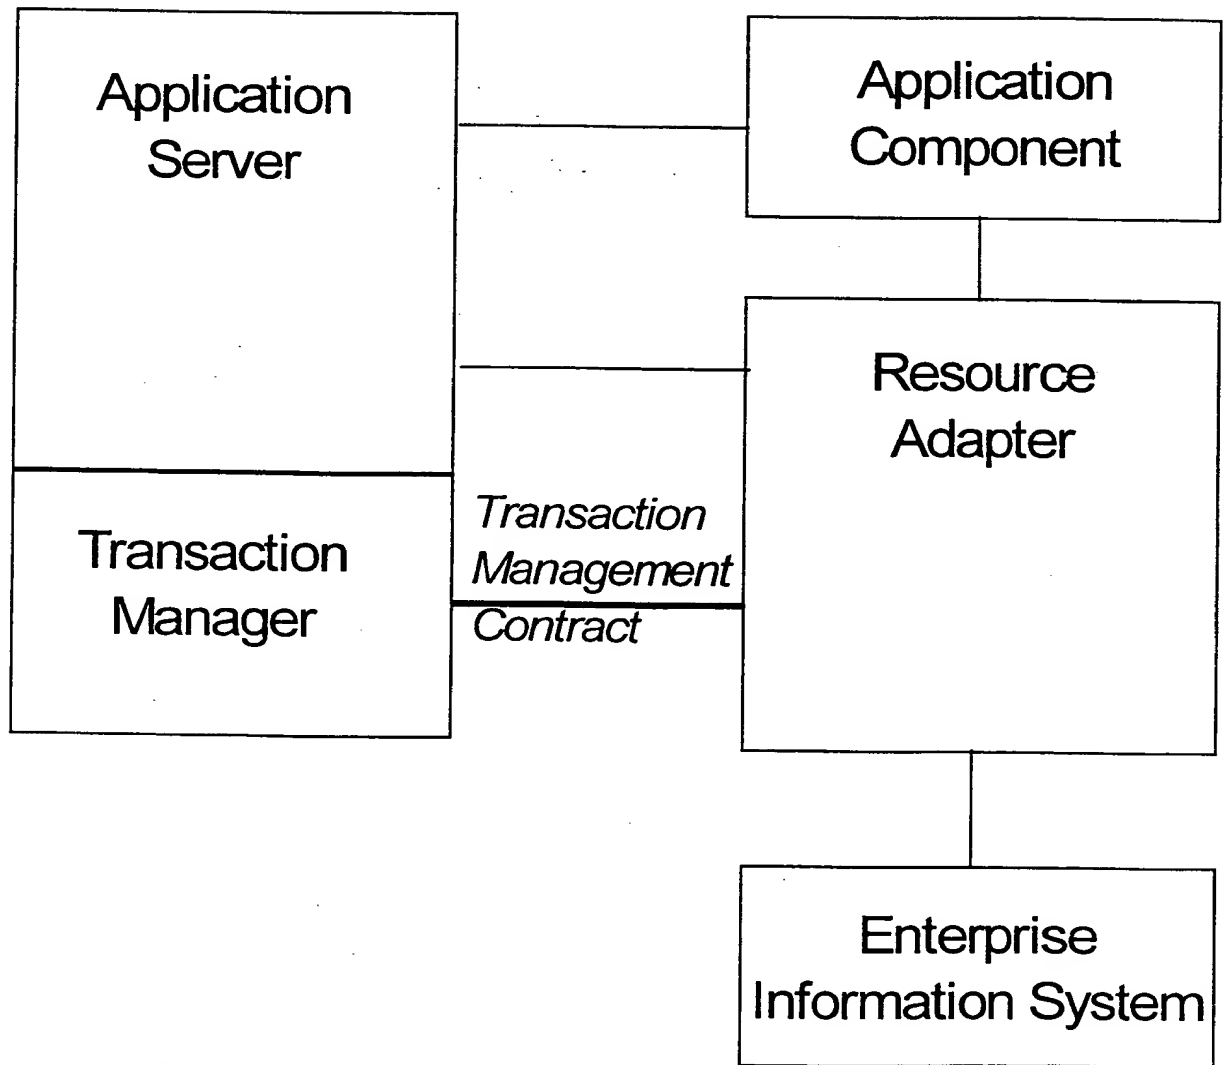 Application
Server
Application
Component
Resource
Adapter
Transaction
Manager
Transaction
Management
Contract
Enterprise
Information System